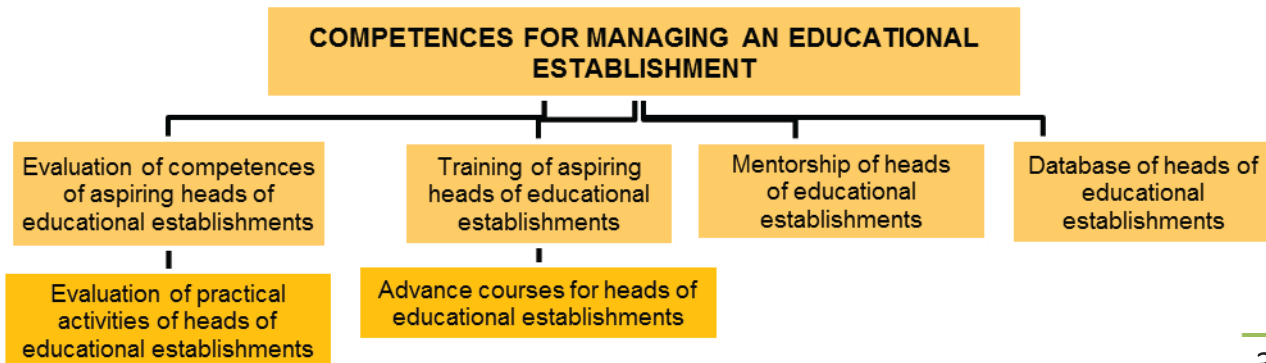 COMPETENCES FOR MANAGING AN EDUCATIONAL
ESTABLISHMENT
Evaluation of competences
of aspiring heads of
educational establishments
Training of aspiring
heads of educational
establishments
Mentorship of heads
of educational
establishments
Database of heads of
educational
establishments
Evaluation of practical
activities of heads of
educational establishments
Advance courses for heads of
educational establishments